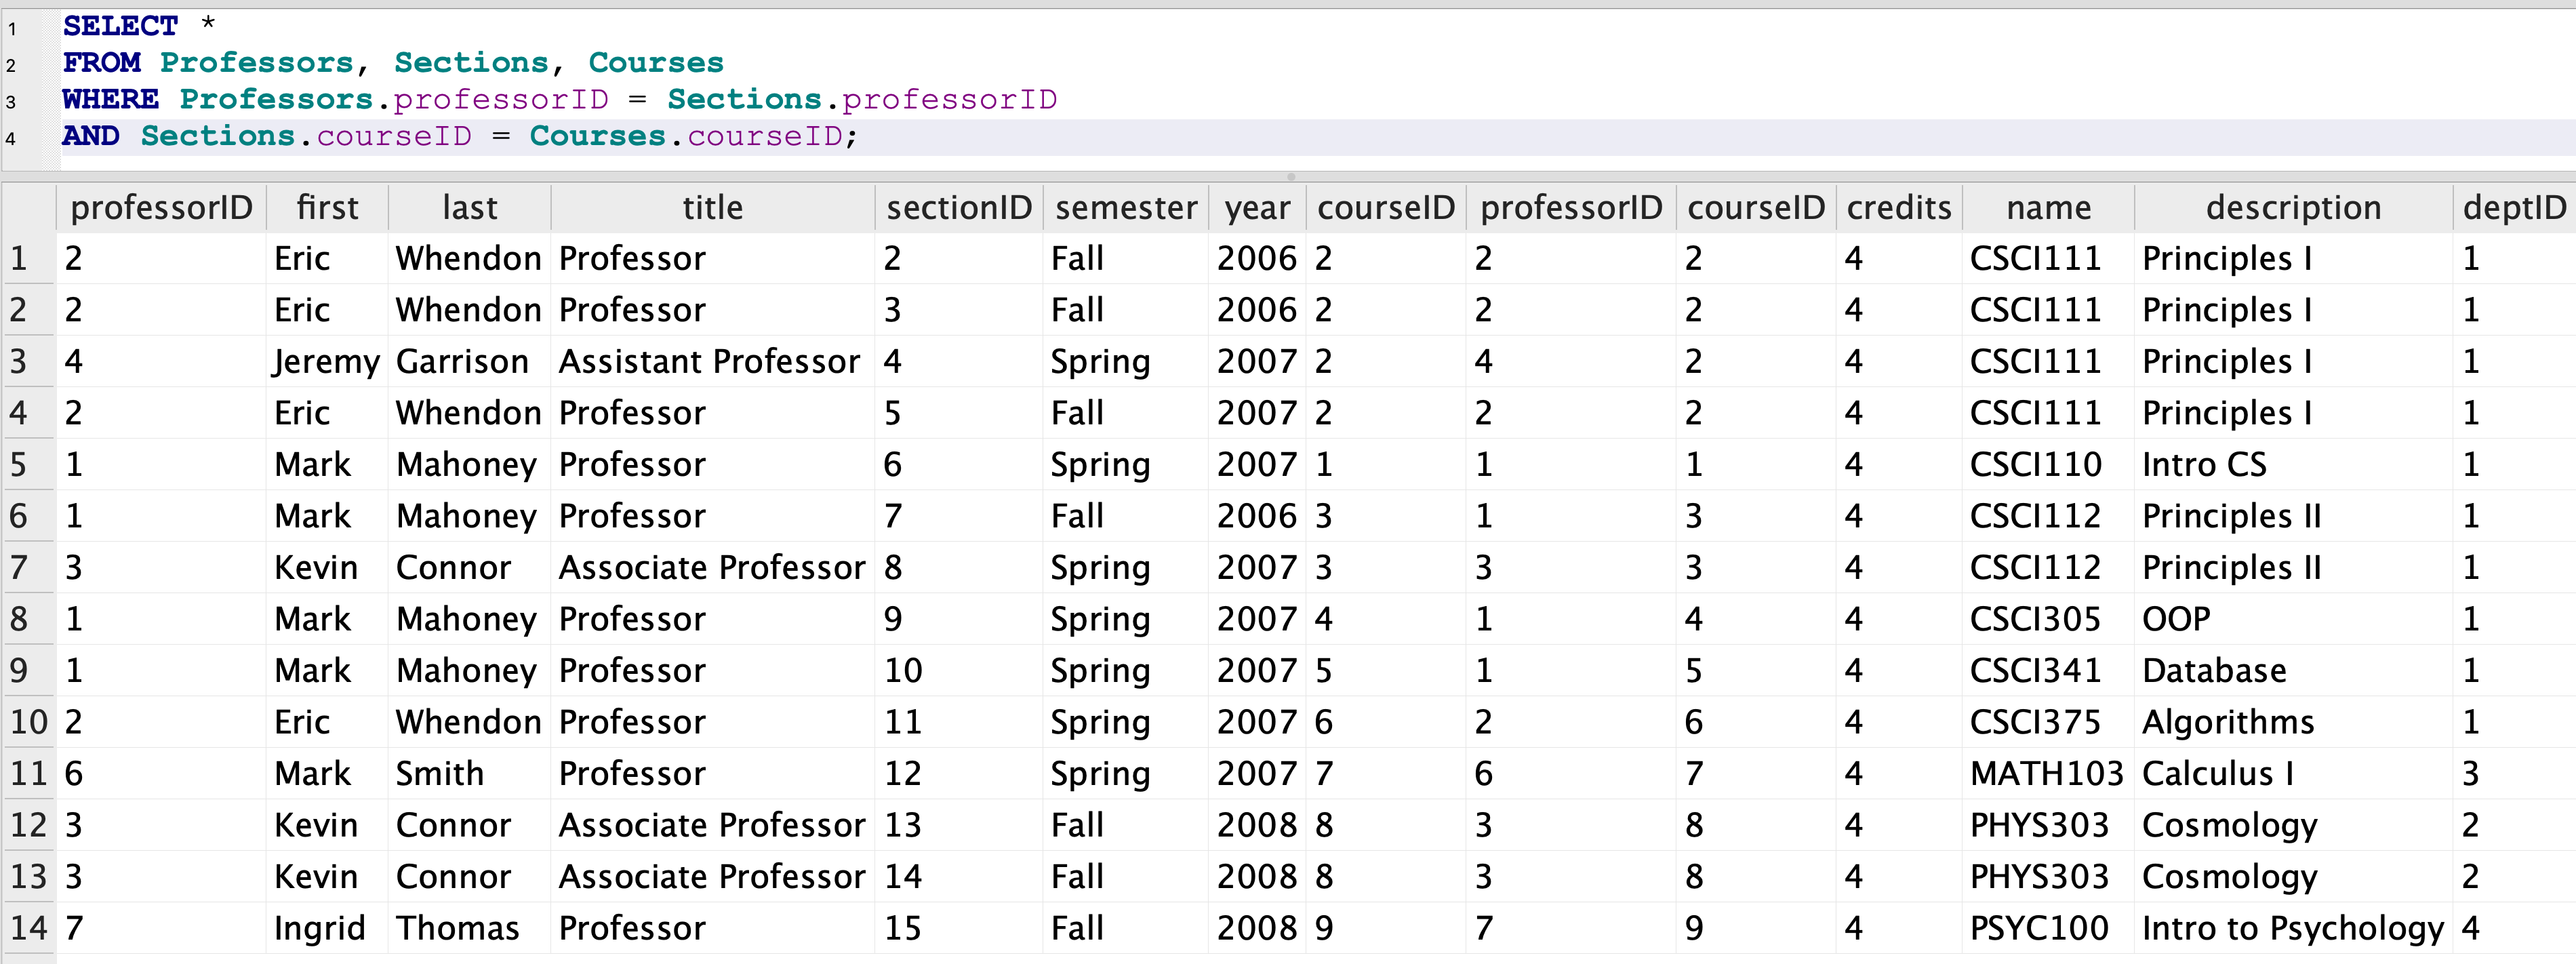 1 SELECT *
2 FROM Professors, Sections, Courses
3 WHERE Professors.professorID = Sections.professorID
4 AND Sections.courseID = Courses.courseID;
professorID first last title sectionID semester year courseID professorID courseID credits name description deptID
1 2 Eric Whendon Professor 2 Fall 2006 2 2 2 4 CSCI111 Principles I 1
2 2 Eric Whendon Professor 3 Fall 2006 2 2 2 4 CSCI111 Principles I 1
3 4 Jeremy Garrison Assistant Professor 4 Spring 2007 2 4 2 4 CSCI111 Principles I 1
4 2 Eric Whendon Professor 5 Fall 2007 2 2 2 4 CSCI111 Principles I 1
5 1 Mark Mahoney Professor 6 Spring 2007 1 1 1 4 CSCI110 Intro CS 1
6 1 Mark Mahoney Professor 7 Fall 2006 3 1 3 4 CSCI112 Principles II 1
7 3 Kevin Connor Associate Professor 8 Spring 2007 3 3 3 4 CSCI112 Principles II 1
8 1 Mark Mahoney Professor 9 Spring 2007 4 1 4 4 CSCI305 OOP 1
9 1 Mark Mahoney Professor 10 Spring 2007 5 1 5 4 CSCI341 Database 1
10 2 Eric Whendon Professor 11 Spring 2007 6 2 6 4 CSCI375 Algorithms 1
11 6 Mark Smith Professor 12 Spring 2007 7 6 7 4 MATH103 Calculus I 3
12 3 Kevin Connor Associate Professor 13 Fall 2008 8 3 8 4 PHYS303 Cosmology 2
13 3 Kevin Connor Associate Professor 14 Fall 2008 8 3 8 4 PHYS303 Cosmology 2
14 7 Ingrid Thomas Professor 15 Fall 2008 9 7 9 4 PSYC100 Intro to Psychology 4